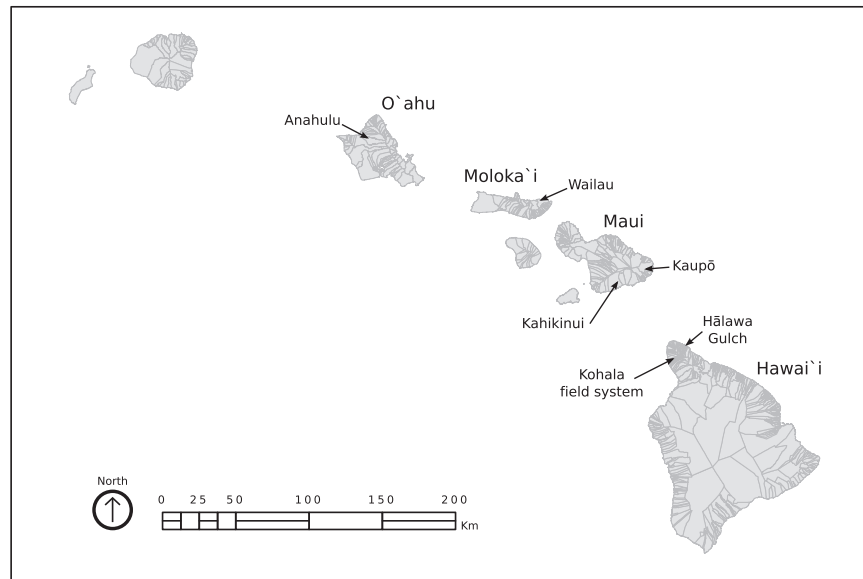 O`ahu
Anahulu
Moloka`i
Wailau
Maui
Kaupō
Kahikinui
Hālawa
Gulch
Hawai`i
Kohala
field system
North
0 25 50 100 150 200
Km